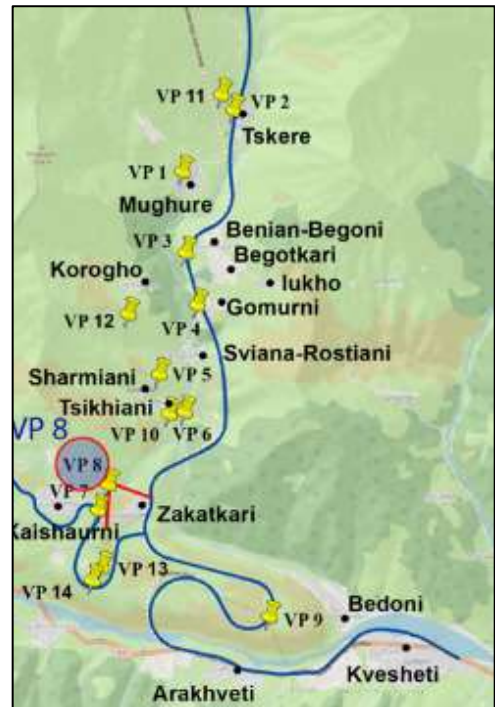 VP 11
VP 2
Tskere
VP 1
Mughure
VP 3
Benian-Begoni
Begotkari
Korogho
Iukho
VP 12
VP 4
Gomurni
Sviana-Rostiani
VP 5
Sharmiani
Tsikhiani
VP 10
VP 6
VP 8
VP 8
VP 7
Zakatkari
Kaishaurni
VP 13
VP 14
VP 9
Bedoni
Kvesheti
Arakhveti